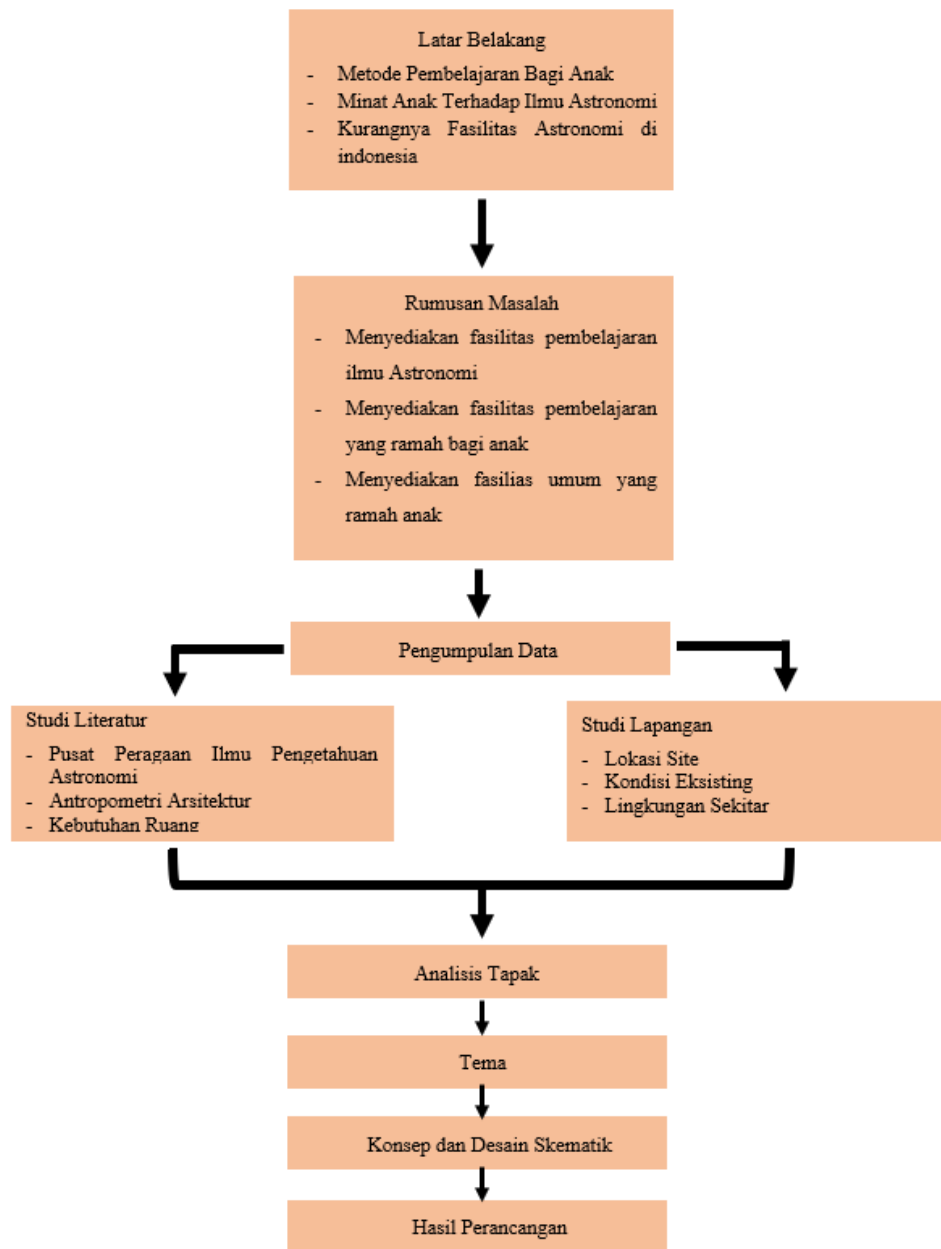 Latar Belakang
- Metode Pembelajaran Bagi Anak
- Minat Anak Terhadap Ilmu Astronomi
- Kurangnya Fasilitas Astronomi di
indonesia
Rumusan Masalah
- Menyediakan fasilitas pembelajaran
ilmu Astronomi
- Menyediakan fasilitas pembelajaran
yang ramah bagi anak
- Menyediakan fasilias umum yang
ramah anak
Pengumpulan Data
Studi Literatur
- Pusat Peragaan Ilmu Pengetahuan
Astronomi
- Antropometri Arsitektur
- Kebutuhan Ruang
Studi Lapangan
- Lokasi Site
- Kondisi Eksisting
- Lingkungan Sekitar
Analisis Tapak
Tema
Konsep dan Desain Skematik
Hasil Perancangan